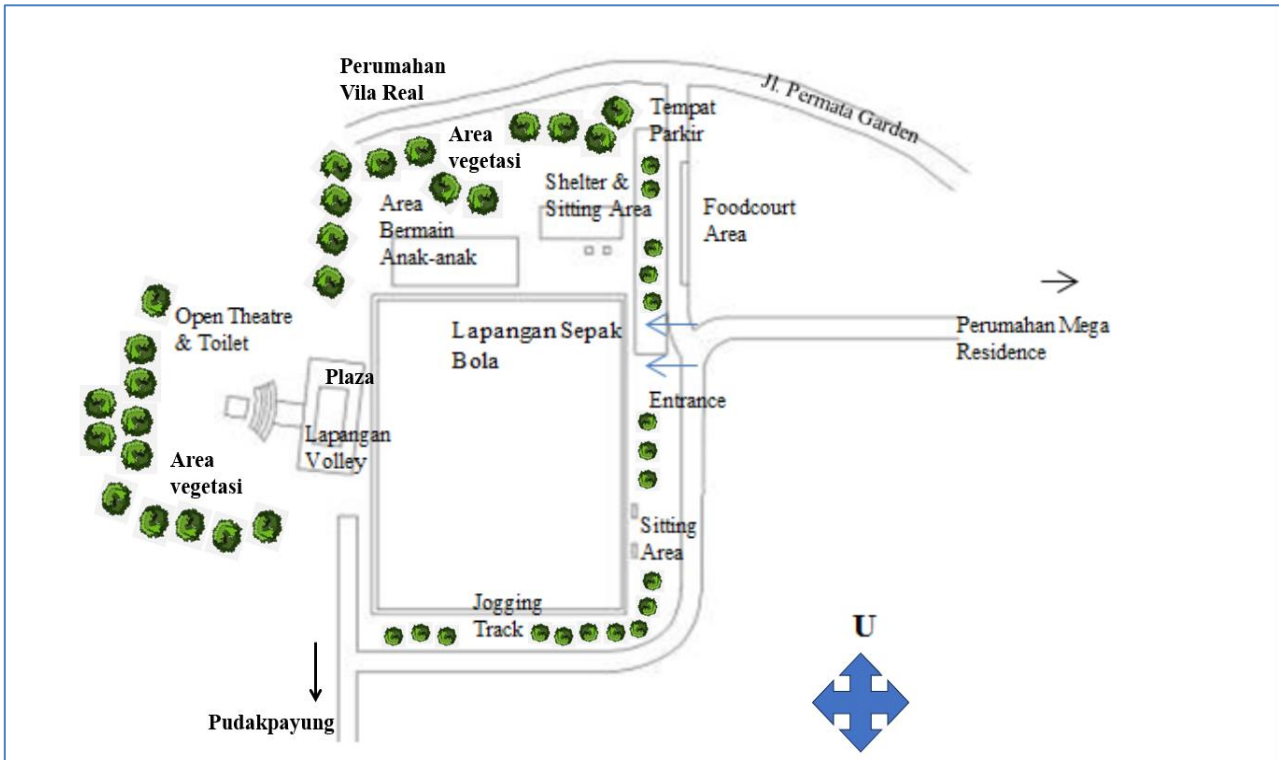 Perumahan
Vila Real
Jl. Permata Garden
Tempat
Parkir
Area
vegetasi
Shelter &
Sitting Area
Foodcourt
Area
Area
Bermain
Anak-anak
Open Theatre
& Toilet
Lapangan Sepak
Bola
Perumahan Mega
Residence
Plaza
Entrance
Lapangan
Volley
Area
vegetasi
Sitting
Area
Jogging
Track
U
Pudakpayung